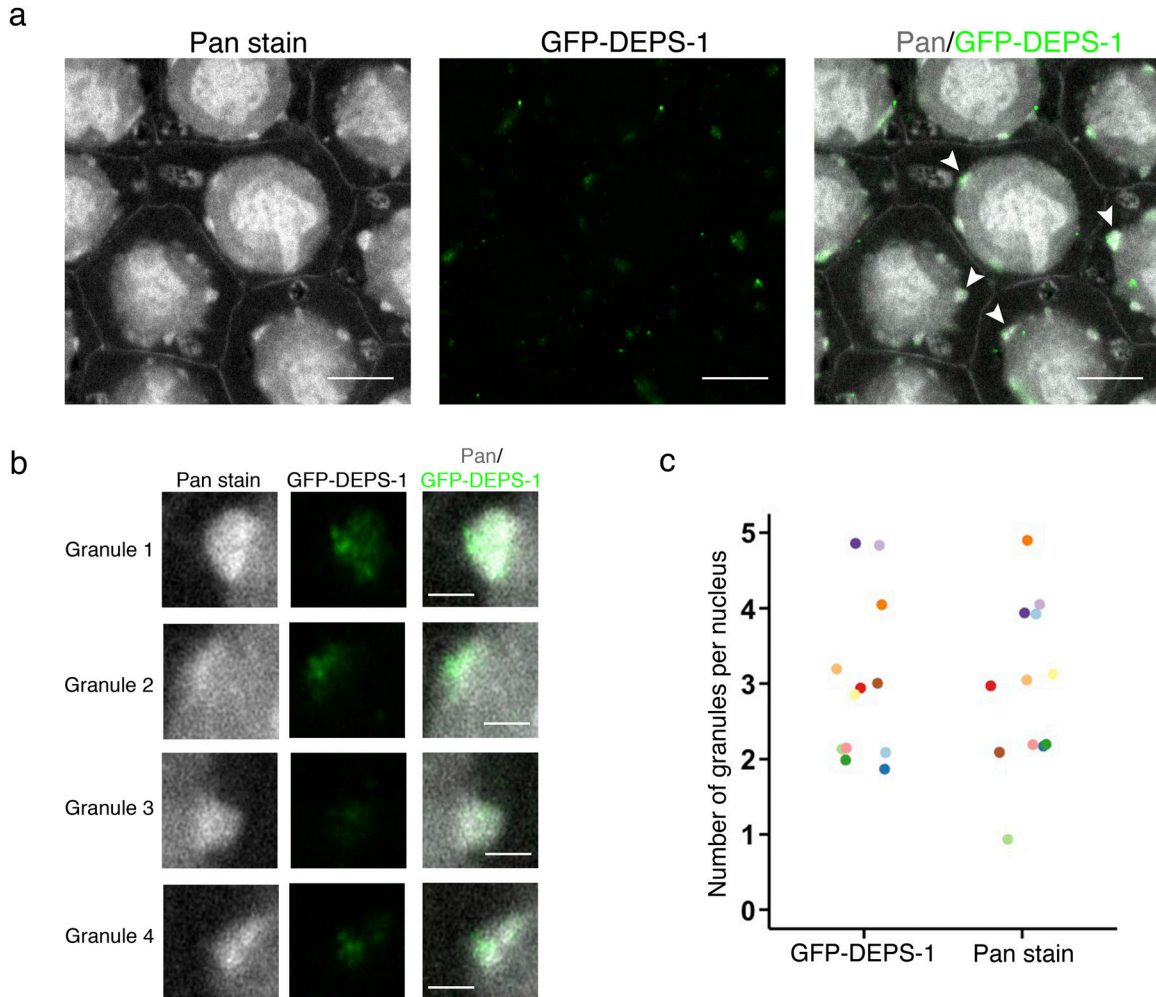 a
Pan stain
GFP-DEPS-1
Pan/GFP-DEPS-1
b
Pan stain
GFP-DEPS-1
Pan/
GFP-DEPS-1
Granule 1
Granule 2
Granule 3
Granule 4
c
Number of granules per nucleus
5
4
3
2
1
0
GFP-DEPS-1
Pan stain